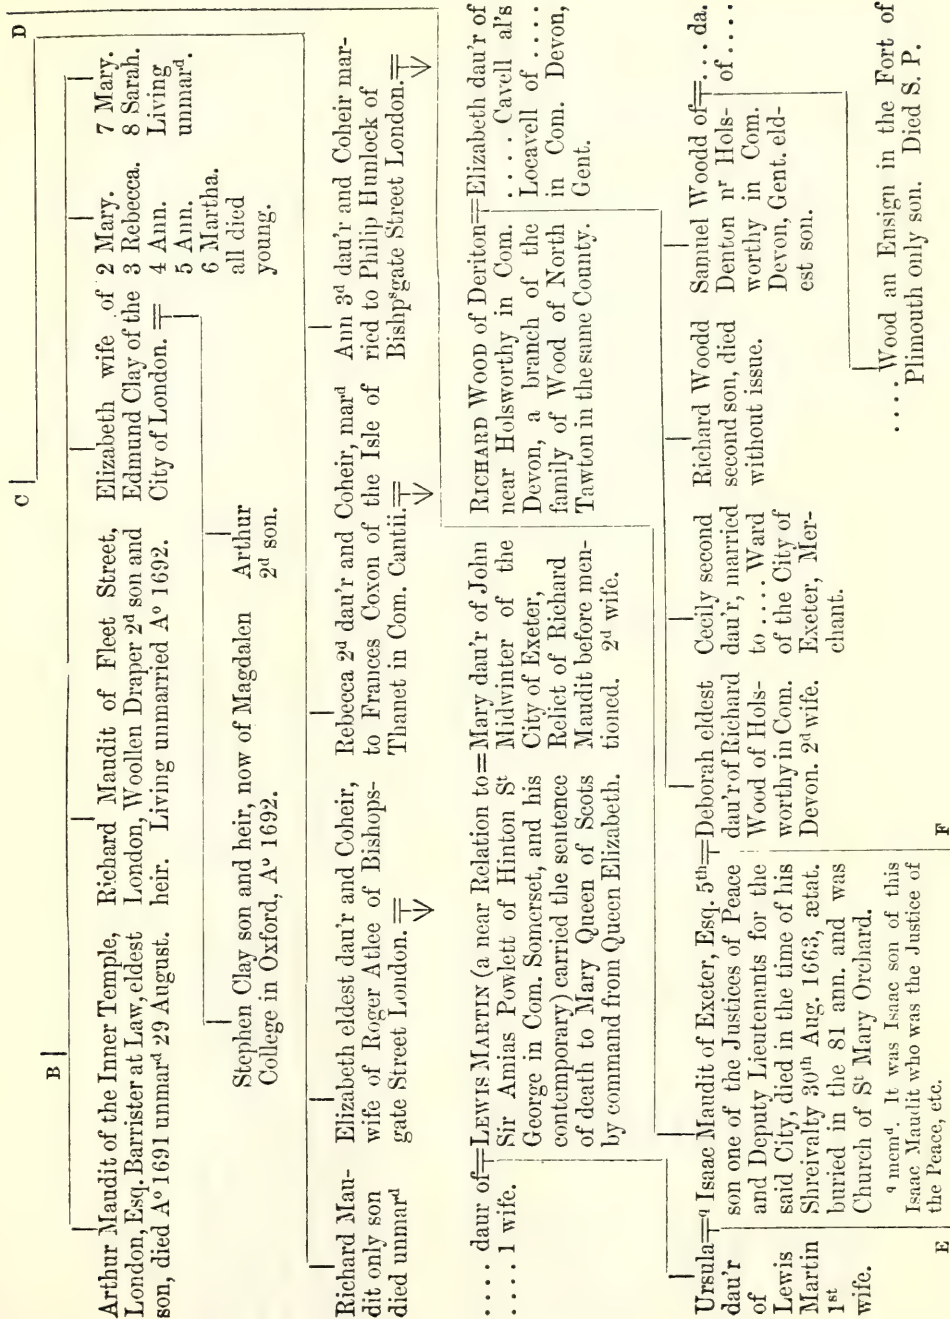 B
C
D
Arthur Maudit of the Inner Temple,
London, Esq. Barrister at Law, eldest
son, died Aº 1691 unmarᵈ 29 August.
Richard Maudit of Fleet Street,
London, Woollen Draper 2ᵈ son and
heir. Living unmarried Aº 1692.
Elizabeth wife of
Edmund Clay of the
City of London.
2 Mary.
3 Rebecca.
4 Ann.
5 Ann.
6 Martha.
all died
young.
7 Mary.
8 Sarah.
Living
unmarᵈ.
Stephen Clay son and heir, now of Magdalen
College in Oxford, Aº 1692.
Arthur
2ᵈ son.
Richard Mau-
dit only son
died unmarᵈ
Elizabeth eldest dau'r and Coheir,
wife of Roger Atlee of Bishops-
gate Street London.
Rebecca 2ᵈ dau'r and Coheir, marᵈ
to Frances Coxon of the Isle of
Thanet in Com. Cantii.
Ann 3ᵈ dau'r and Coheir mar-
ried to Philip Hunlock of
Bishpˢgate Street London.
.... daur of
.... 1 wife.
LEWIS MARTIN (a near Relation to
Sir Amias Powlett of Hinton Sᵗ
George in Com. Somerset, and his
contemporary) carried the sentence
of death to Mary Queen of Scots
by command from Queen Elizabeth.
Mary dau'r of John
Midwinter of the
City of Exeter,
Relict of Richard
Maudit before men-
tioned. 2ᵈ wife.
RICHARD WOOD of Deriton
near Holsworthy in Com.
Devon, a branch of the
family of Wood of North
Tawton in the same County.
Elizabeth dau'r of
.... Cavell al's
Locavell of ....
in Com. Devon,
Gent.
Ursula
dau'r
of
Lewis
Martin
1ˢᵗ
wife.
ᑫ Isaac Maudit of Exeter, Esq. 5ᵗʰ
son one of the Justices of Peace
and Deputy Lieutenants for the
said City, died in the time of his
Shreivalty 30ᵗʰ Aug. 1663, ætat.
buried in the 81 ann. and was
Church of Sᵗ Mary Orchard.
ᑫ memᵈ. It was Isaac son of this
Isaac Maudit who was the Justice of
the Peace, etc.
Deborah eldest
dau'r of Richard
Wood of Hols-
worthy in Com.
Devon. 2ᵈ wife.
Cecily second
dau'r, married
to .... Ward
of the City of
Exeter, Mer-
chant.
Richard Woodd
second son, died
without issue.
Samuel Woodd of
Denton nʳ Hols-
worthy in Com.
Devon, Gent. eld-
est son.
... da.
of ....
.... Wood an Ensign in the Fort of
Plimouth only son. Died S. P.
E
F